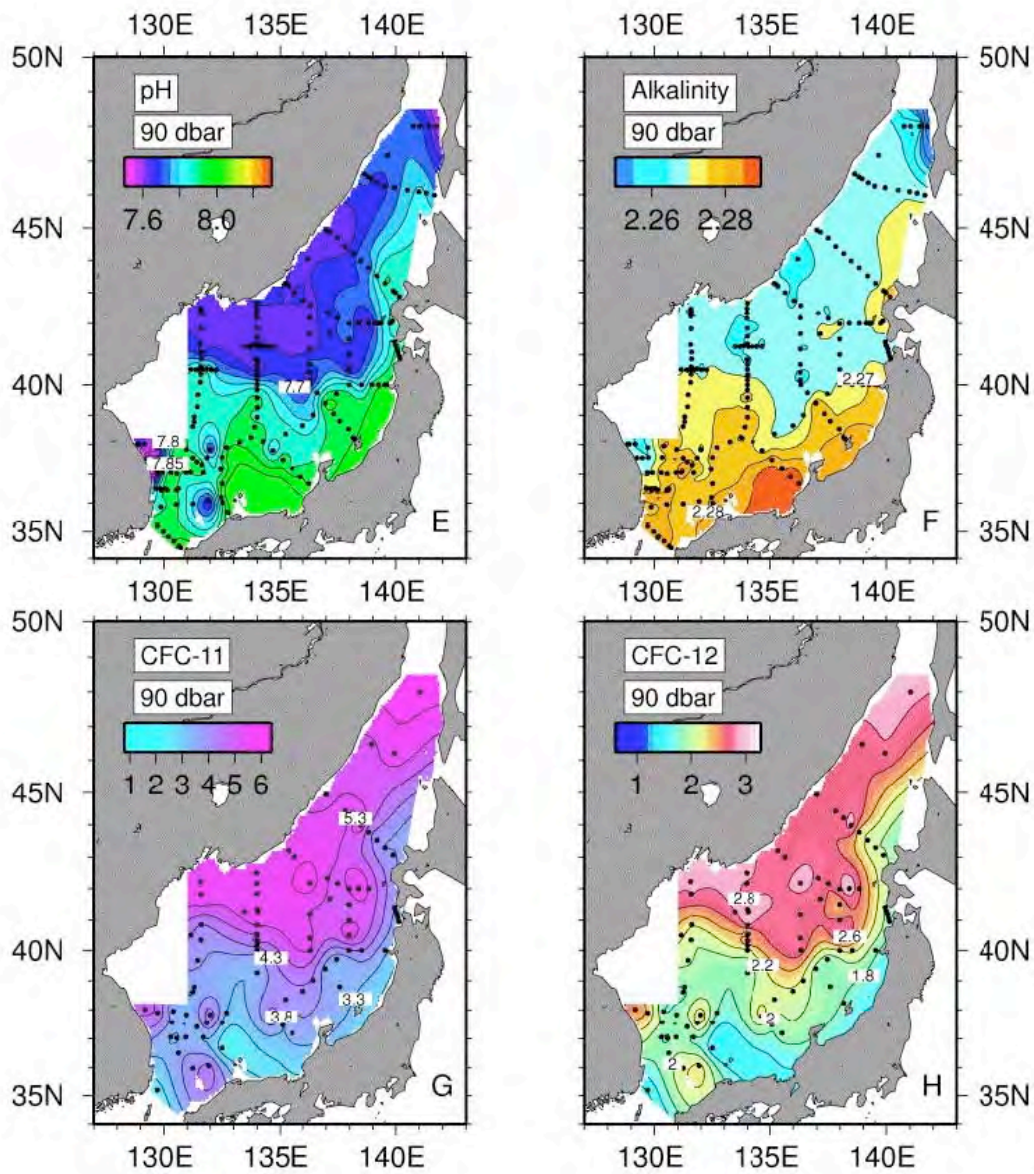 130E 135E 140E 130E 135E 140E
50N 50N
pH Alkalinity
90 dbar 90 dbar
7.6 8.0 2.26 2.28
45N 45N
40N 7.7 2.27 40N
7.8
7.85
35N 2.28 35N
E F
130E 135E 140E 130E 135E 140E
50N 50N
CFC-11 CFC-12
90 dbar 90 dbar
1 2 3 4 5 6 1 2 3
45N 5.3 45N
2.8
2.6
40N 4.3 2.2 40N
3.3 1.8
3.8 2
2
35N G H 35N
130E 135E 140E 130E 135E 140E